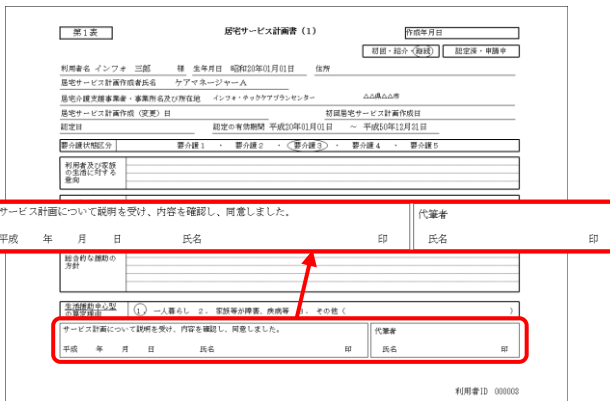 第1表
居宅サービス計画書（1）
作成年月日
初回・紹介・継続
認定済・申請中
利用者名 インフォ 三郎 様 生年月日 昭和20年01月01日 住所
居宅サービス計画作成者氏名 ケアマネージャーA
居宅介護支援事業者・事業所名及び所在地 インフォ・テックケアプランセンター △△県△△市
居宅サービス計画作成（変更）日 初回居宅サービス計画作成日
認定日 認定の有効期間 平成20年01月01日 ～ 平成50年12月31日
要介護状態区分 要介護1 ・ 要介護2 ・ 要介護3 ・ 要介護4 ・ 要介護5
利用者及び家族
の生活に対する
意向
サービス計画について説明を受け、内容を確認し、同意しました。 代筆者
平成 年 月 日 氏名 印 氏名 印
総合的な援助の
方針
生活援助中心型
の算定理由
1. 一人暮らし 2. 家族等が障害、疾病等 3. その他（ ）
サービス計画について説明を受け、内容を確認し、同意しました。 代筆者
平成 年 月 日 氏名 印 氏名 印
利用者ID 000003